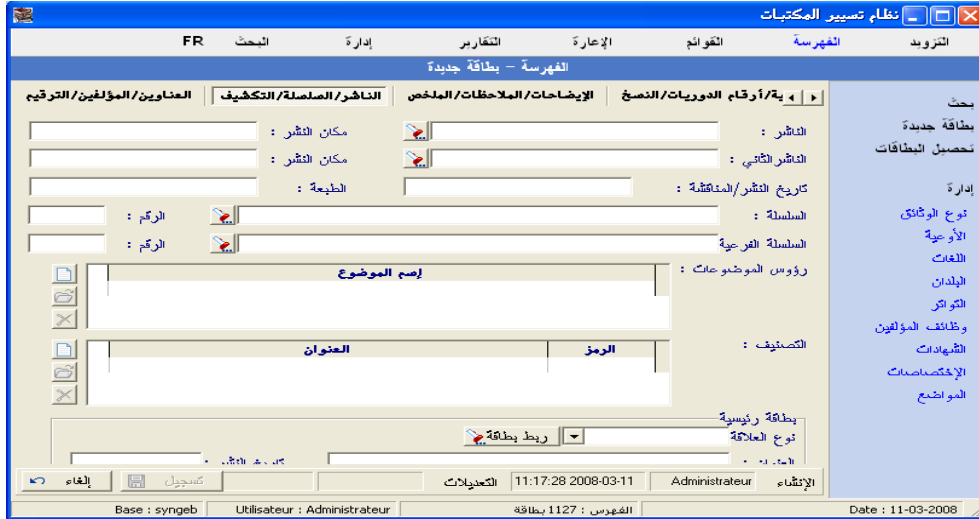 نظام تسيير المكتبات
التزويد الفهرسة القوائم الإعارة التقارير إدارة البحث FR
الفهرسة - بطاقة جديدة
ية/أرقام الدوريات/النسخ الإيضاحات/الملاحظات/الملخص الناشر/السلسلة/التكشيف العناوين/المؤلفين/الترقيم
بحث
بطاقة جديدة
تحصيل البطاقات
إدارة
نوع الوثائق
الأوعية
اللغات
البلدان
التواتر
وظائف المؤلفين
الشهادات
الإختصاصات
المواضع
الناشر : مكان النشر :
الناشر الثاني : مكان النشر :
تاريخ النشر/المناقشة : الطبعة :
السلسلة : الرقم :
السلسلة الفرعية الرقم :
رؤوس الموضوعات :
إسم الموضوع
التصنيف :
الرمز العنوان
بطاقة رئيسية
نوع العلاقة ربط بطاقة
العنوان : تاريخ النشر :
الإنشاء Administrateur 11:17:28 2008-03-11 التعديلات تسجيل إلغاء
Base : syngeb Utilisateur : Administrateur الفهرس : 1127 بطاقة Date : 11-03-2008